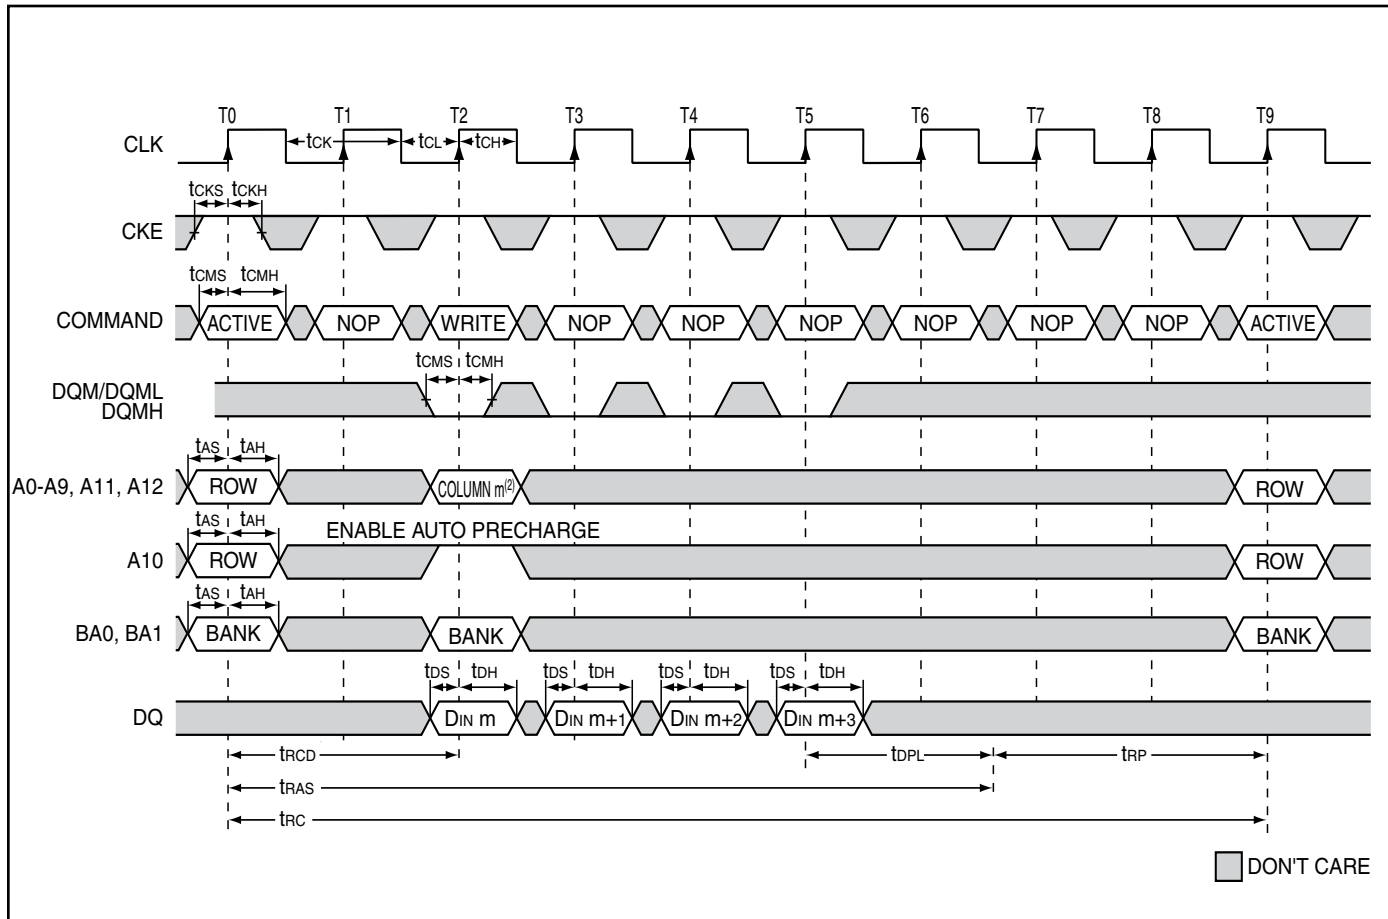 T0 T1 T2 T3 T4 T5 T6 T7 T8 T9
CLK tCK tCL tCH
tCKS tCKH
CKE
tCMS tCMH
COMMAND ACTIVE NOP WRITE NOP NOP NOP NOP NOP NOP ACTIVE
tCMS tCMH
DQM/DQML
DQMH
tAS tAH
A0-A9, A11, A12 ROW COLUMN m(2) ROW
tAS tAH ENABLE AUTO PRECHARGE
A10 ROW ROW
tAS tAH
BA0, BA1 BANK BANK BANK
tDS tDH tDS tDH tDS tDH tDS tDH
DQ DIN m DIN m+1 DIN m+2 DIN m+3
tRCD tDPL tRP
tRAS
tRC
DON'T CARE